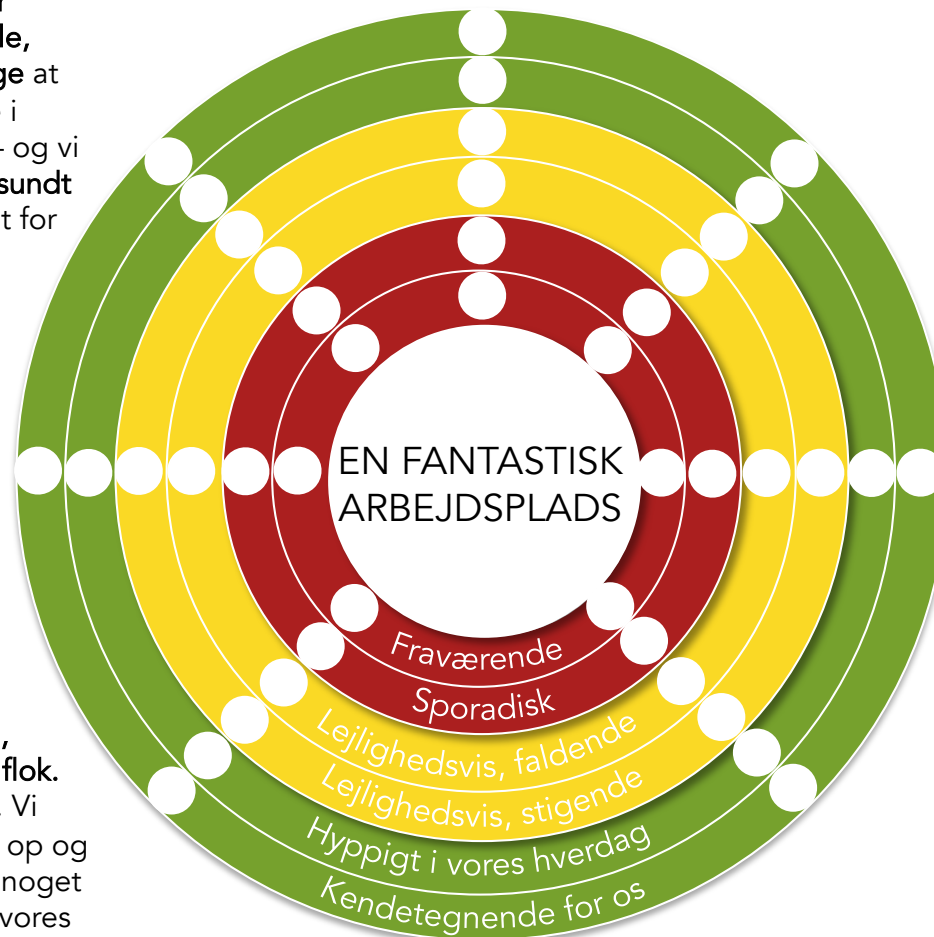 de,
ge at
i
- og vi
sundt
t for
EN FANTASTISK
ARBEJDSPLADS
Fraværende
Sporadisk
Lejlighedsvis, faldende
Lejlighedsvis, stigende
Hyppigt i vores hverdag
Kendetegnende for os
,
flok.
. Vi
op og
noget
vores